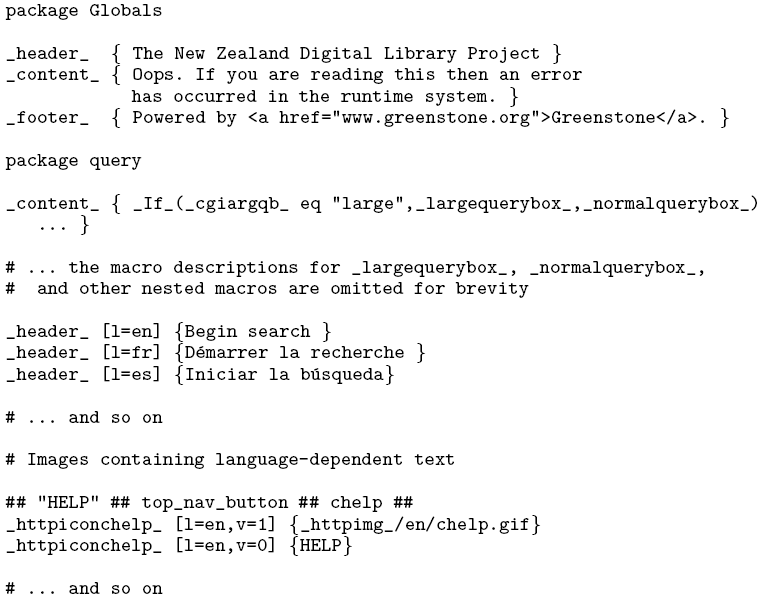 package Globals
_header_  { The New Zealand Digital Library Project }
_content_ { Oops. If you are reading this then an error
            has occurred in the runtime system. }
_footer_  { Powered by <a href="www.greenstone.org">Greenstone</a>. }
package query
_content_ { _If_(_cgiargqb_ eq "large",_largequerybox_,_normalquerybox_)
   ... }
# ... the macro descriptions for _largequerybox_, _normalquerybox_,
#  and other nested macros are omitted for brevity
_header_ [l=en] {Begin search }
_header_ [l=fr] {Démarrer la recherche }
_header_ [l=es] {Iniciar la búsqueda}
# ... and so on
# Images containing language-dependent text
## "HELP" ## top_nav_button ## chelp ##
_httpiconchelp_ [l=en,v=1] {_httpimg_/en/chelp.gif}
_httpiconchelp_ [l=en,v=0] {HELP}
# ... and so on